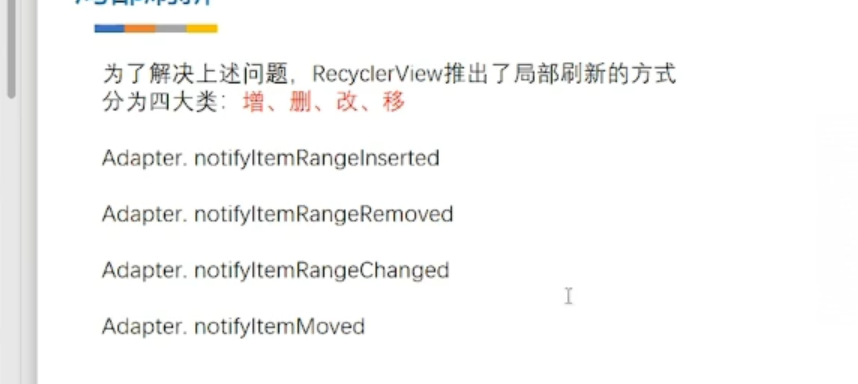 为了解决上述问题，RecyclerView推出了局部刷新的方式
分为四大类：增、删、改、移
Adapter. notifyItemRangeInserted
Adapter. notifyItemRangeRemoved
Adapter. notifyItemRangeChanged
Adapter. notifyItemMoved